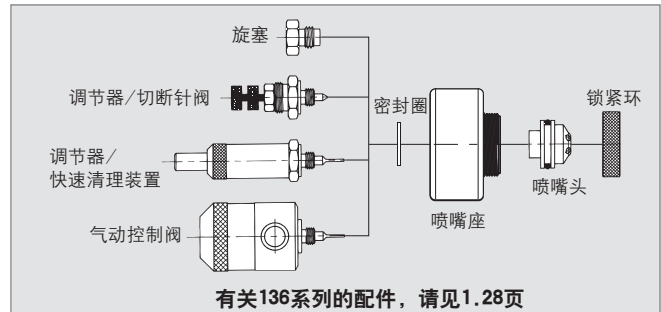 旋塞
调节器/切断针阀
密封圈
锁紧环
调节器/
快速清理装置
喷嘴头
喷嘴座
气动控制阀
有关136系列的配件，请见1.28页